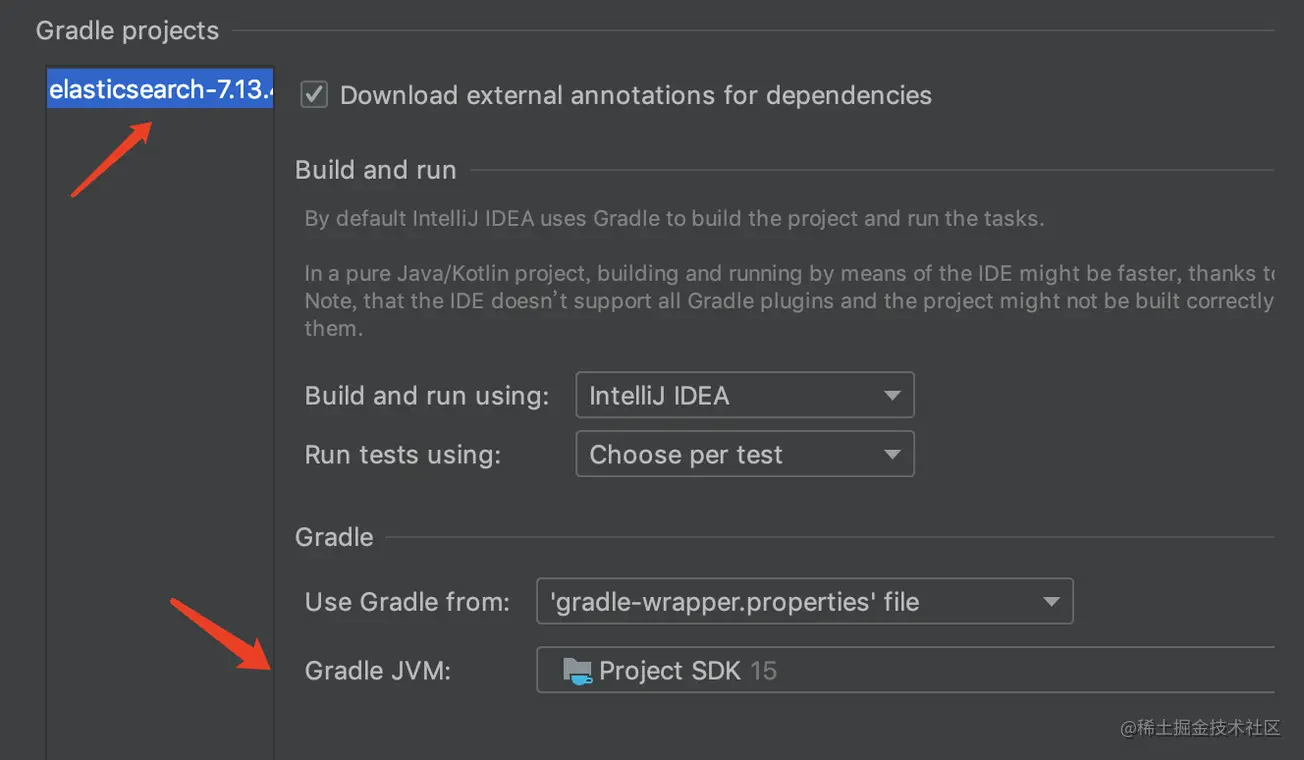 Gradle projects
elasticsearch-7.13.4
Download external annotations for dependencies
Build and run
By default IntelliJ IDEA uses Gradle to build the project and run the tasks.
In a pure Java/Kotlin project, building and running by means of the IDE might be faster, thanks to
Note, that the IDE doesn't support all Gradle plugins and the project might not be built correctly
them.
Build and run using: IntelliJ IDEA
Run tests using: Choose per test
Gradle
Use Gradle from: 'gradle-wrapper.properties' file
Gradle JVM: Project SDK 15
@稀土掘金技术社区